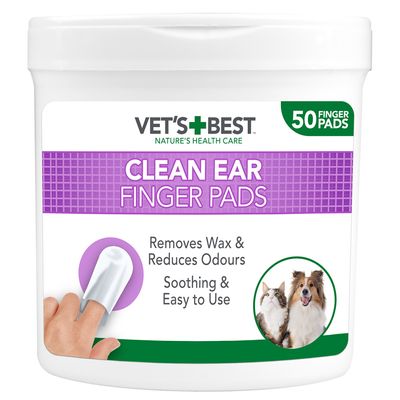 VET'S+BEST™
NATURE'S HEALTH CARE
50 FINGER
PADS
CLEAN EAR
FINGER PADS
Removes Wax &
Reduces Odours
Soothing &
Easy to Use